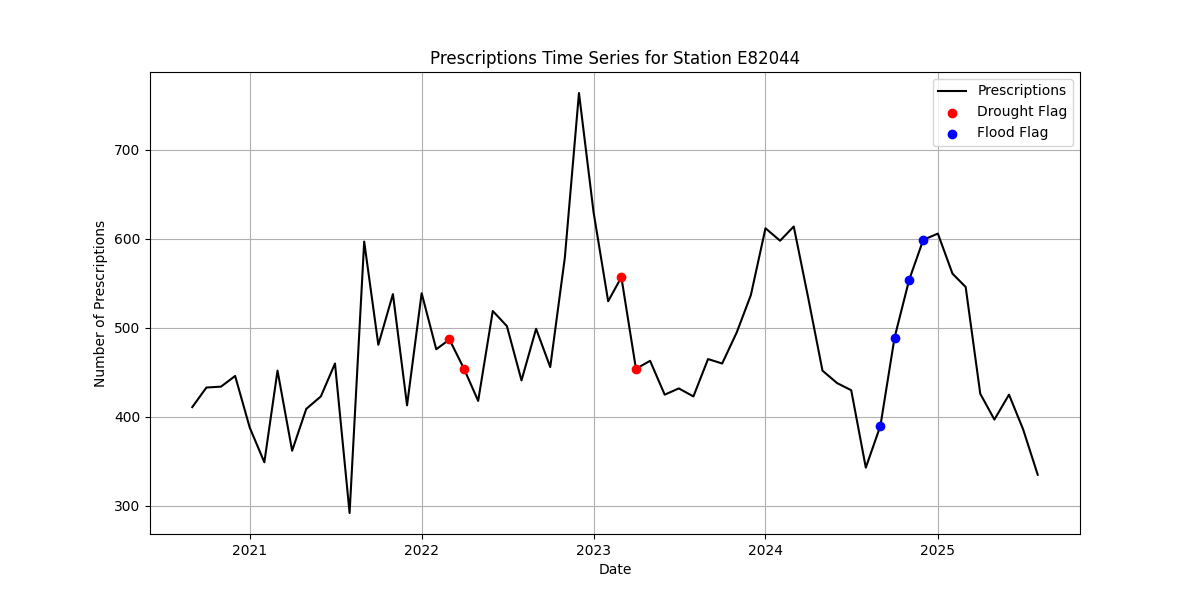 Prescriptions Time Series for Station E82044
Prescriptions
Drought Flag
Flood Flag
Number of Prescriptions
700
600
500
400
300
2021 2022 2023 2024 2025
Date